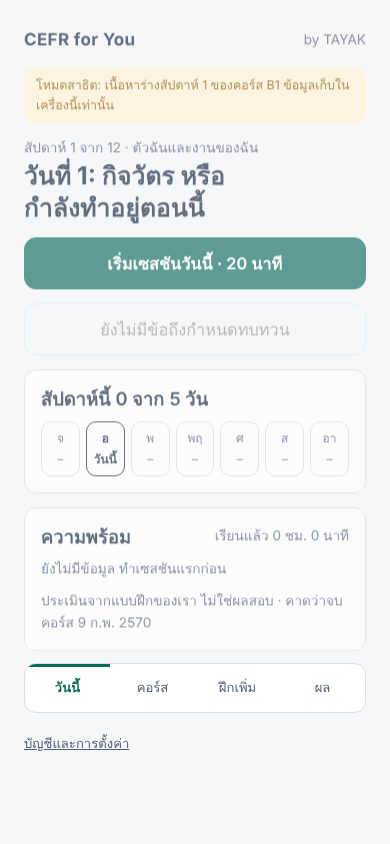 CEFR for You
by TAYAK
โหมดสาธิต: เนื้อหาร่างสัปดาห์ 1 ของคอร์ส B1 ข้อมูลเก็บใน
เครื่องนี้เท่านั้น
สัปดาห์ 1 จาก 12 · ตัวฉันและงานของฉัน
วันที่ 1: กิจวัตร หรือ
กำลังทำอยู่ตอนนี้
เริ่มเซสชันวันนี้ · 20 นาที
ยังไม่มีข้อถึงกำหนดทบทวน
สัปดาห์นี้ 0 จาก 5 วัน
จ อ พ พฤ ศ ส อา
– วันนี้ – – – – –
ความพร้อม
เรียนแล้ว 0 ชม. 0 นาที
ยังไม่มีข้อมูล ทำเซสชันแรกก่อน
ประเมินจากแบบฝึกของเรา ไม่ใช่ผลสอบ · คาดว่าจบ
คอร์ส 9 ก.พ. 2570
วันนี้ คอร์ส ฝึกเพิ่ม ผล
บัญชีและการตั้งค่า